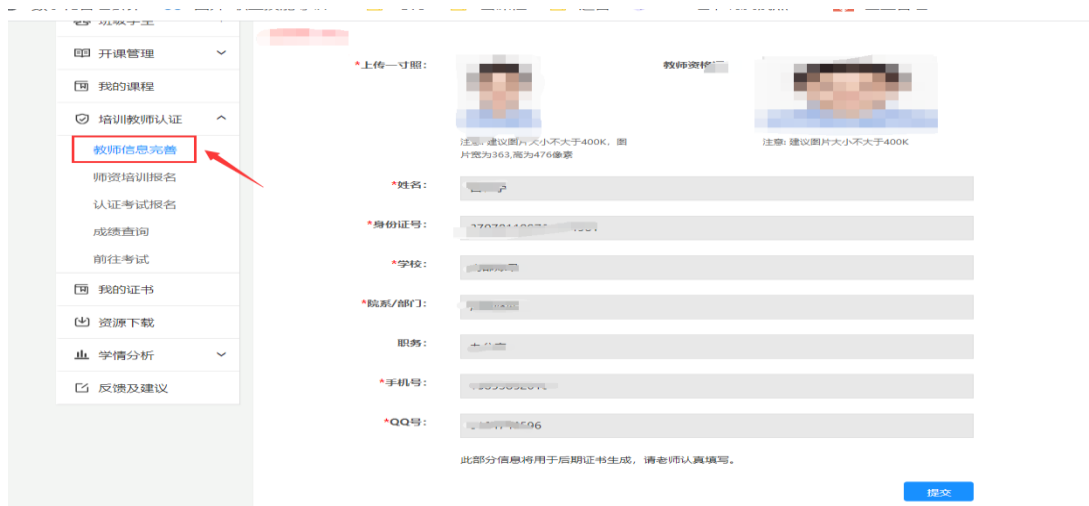 开课管理
我的课程
培训教师认证
教师信息完善
师资培训报名
认证考试报名
成绩查询
前往考试
我的证书
资源下载
学情分析
反馈及建议
*上传一寸照:
教师资格
注意: 建议图片大小不大于400K, 图
片宽为363,高为476像素
注意: 建议图片大小不大于400K
*姓名:
*身份证号:
*学校:
*院系/部门:
职务:
*手机号:
*QQ号:
此部分信息将用于后期证书生成, 请老师认真填写。
提交